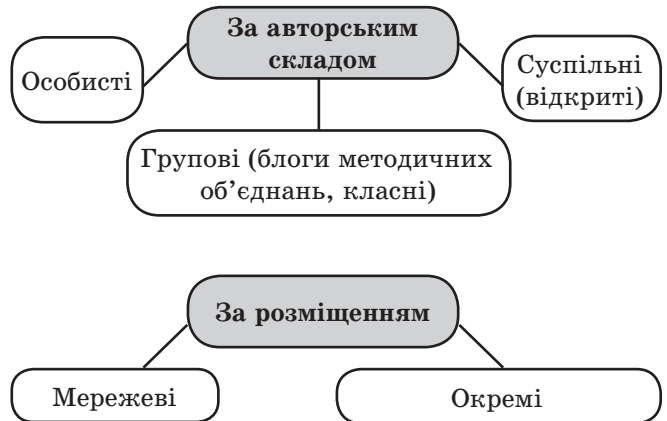 За авторським
складом
Особисті
Суспільні
(відкриті)
Групові (блоги методичних
об’єднань, класні)
За розміщенням
Мережеві
Окремі